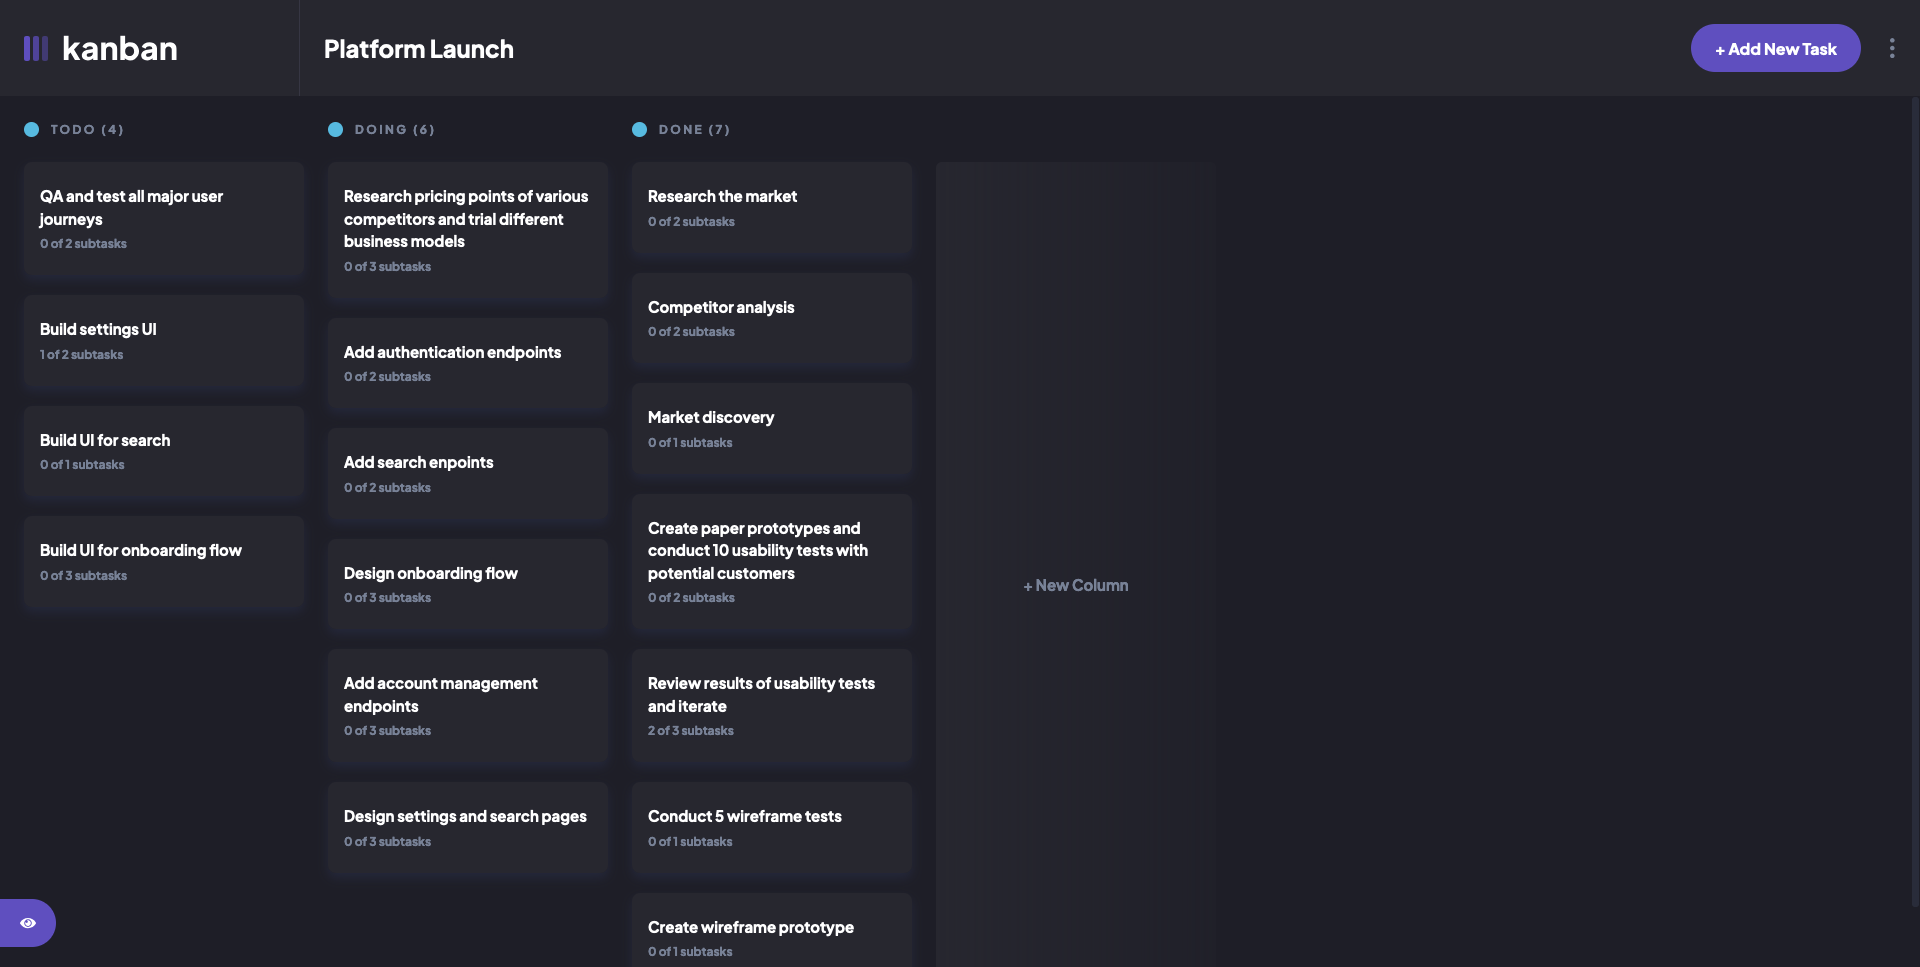 kanban
Platform Launch
+ Add New Task
TODO (4)
QA and test all major user
journeys
0 of 2 subtasks
Build settings UI
1 of 2 subtasks
Build UI for search
0 of 1 subtasks
Build UI for onboarding flow
0 of 3 subtasks
DOING (6)
Research pricing points of various
competitors and trial different
business models
0 of 3 subtasks
Add authentication endpoints
0 of 2 subtasks
Add search enpoints
0 of 2 subtasks
Design onboarding flow
0 of 3 subtasks
Add account management
endpoints
0 of 3 subtasks
Design settings and search pages
0 of 3 subtasks
DONE (7)
Research the market
0 of 2 subtasks
Competitor analysis
0 of 2 subtasks
Market discovery
0 of 1 subtasks
Create paper prototypes and
conduct 10 usability tests with
potential customers
0 of 2 subtasks
Review results of usability tests
and iterate
2 of 3 subtasks
Conduct 5 wireframe tests
0 of 1 subtasks
Create wireframe prototype
0 of 1 subtasks
+ New Column